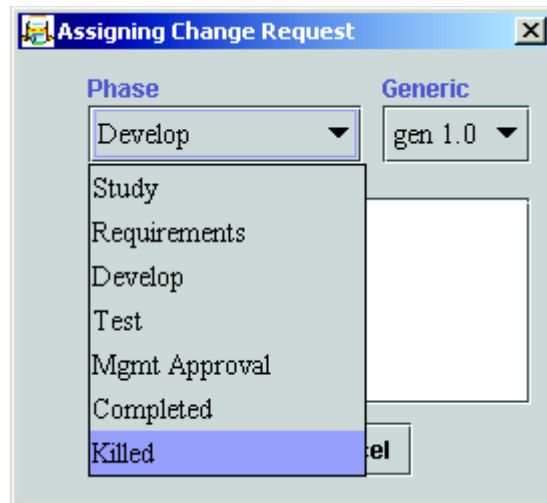 Assigning Change Request
Phase Generic
Develop gen 1.0
Study
Requirements
Develop
Test
Mgmt Approval
Completed
Killed